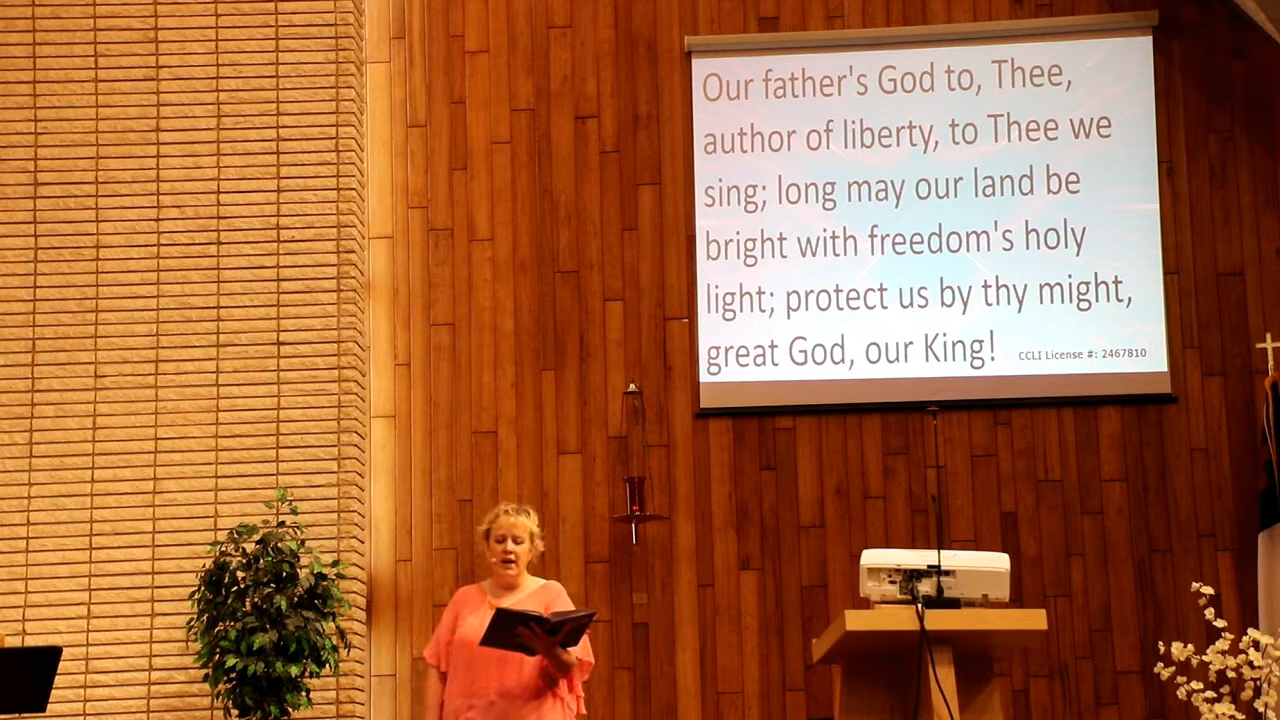 Our father's God to, Thee,
author of liberty, to Thee we
sing; long may our land be
bright with freedom's holy
light; protect us by thy might,
great God, our King!
CCLI License #: 2467810